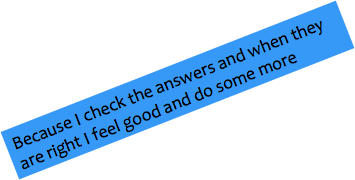 Because I check the answers and when they
are right I feel good and do some more